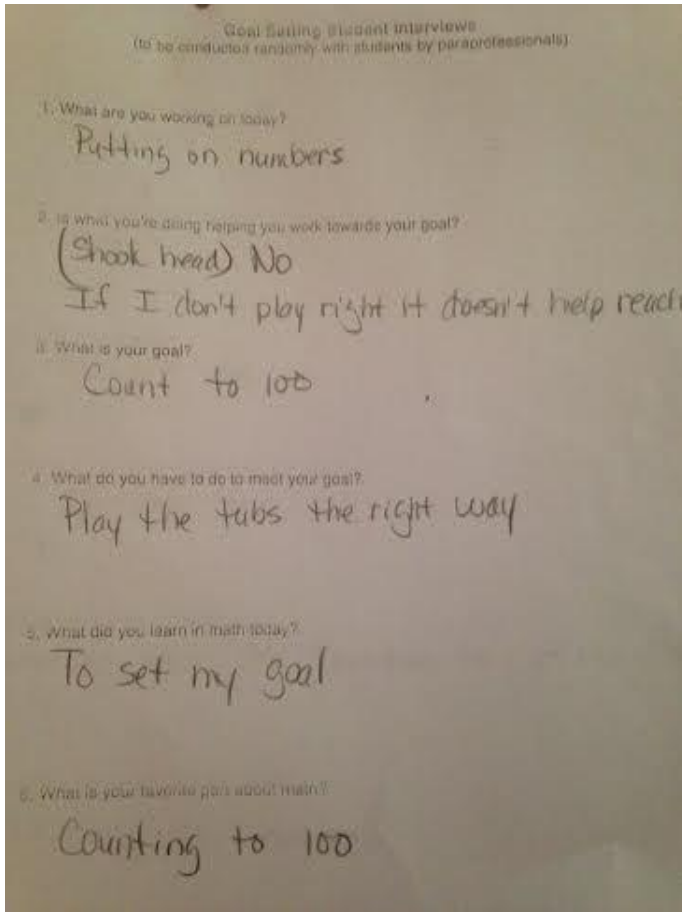 Goal Setting Student Interviews
(to be conducted randomly with students by paraprofessionals)
1. What are you working on today?
Putting on numbers
2. Is what you're doing helping you work towards your goal?
(Shook head) No
If I don't play right it doesn't help reach
3. What is your goal?
Count to 100
4. What do you have to do to meet your goal?
Play the tubs the right way
5. What did you learn in math today?
To set my goal
6. What is your favorite part about math?
Counting to 100